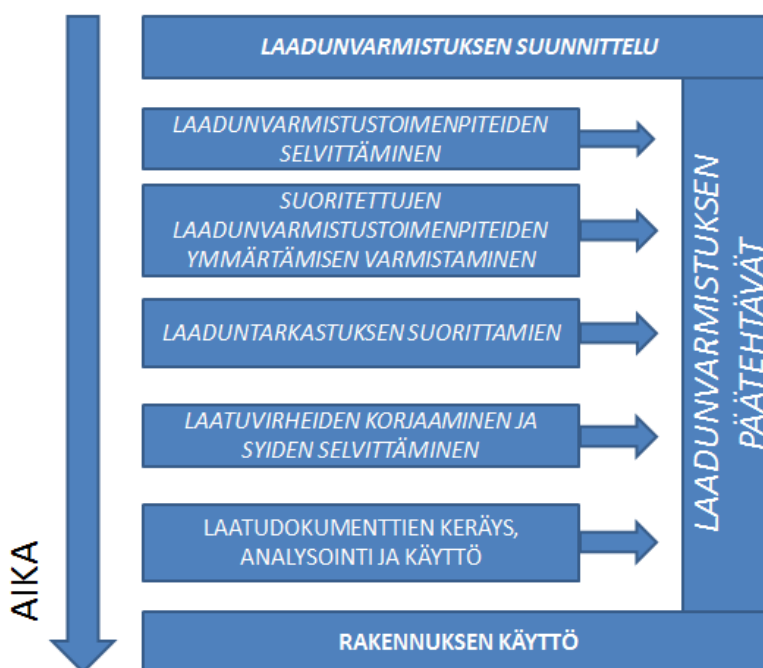 LAADUNVARMISTUKSEN SUUNNITTELU
LAADUNVARMISTUSTOIMENPITEIDEN
SELVITTÄMINEN
SUORITETTUJEN
LAADUNVARMISTUSTOIMENPITEIDEN
YMMÄRTÄMISEN VARMISTAMINEN
LAADUNTARKASTUKSEN SUORITTAMIEN
LAATUVIRHEIDEN KORJAAMINEN JA
SYIDEN SELVITTÄMINEN
LAATUDOKUMENTTIEN KERÄYS,
ANALYSOINTI JA KÄYTTÖ
RAKENNUKSEN KÄYTTÖ
LAADUNVARMISTUKSEN
PÄÄTEHTÄVÄT
AIKA